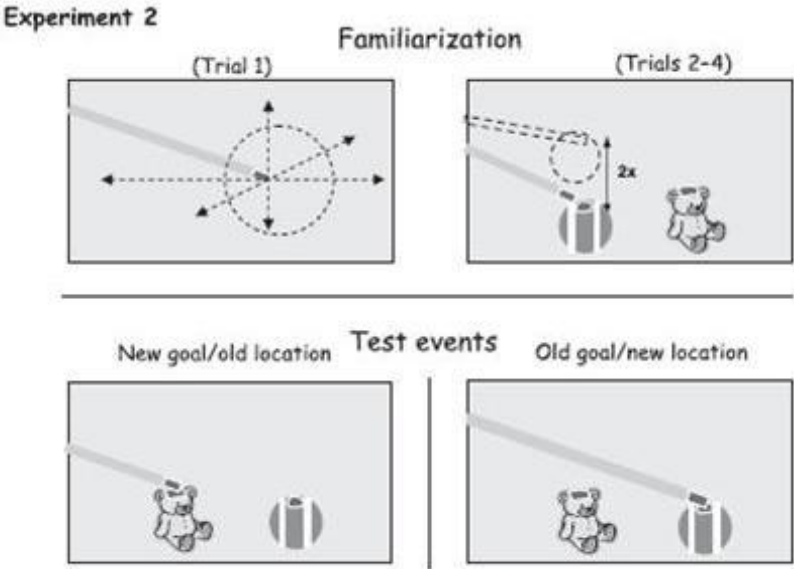 Experiment 2
Familiarization
(Trial 1)
(Trials 2-4)
2x
Test events
New goal/old location
Old goal/new location